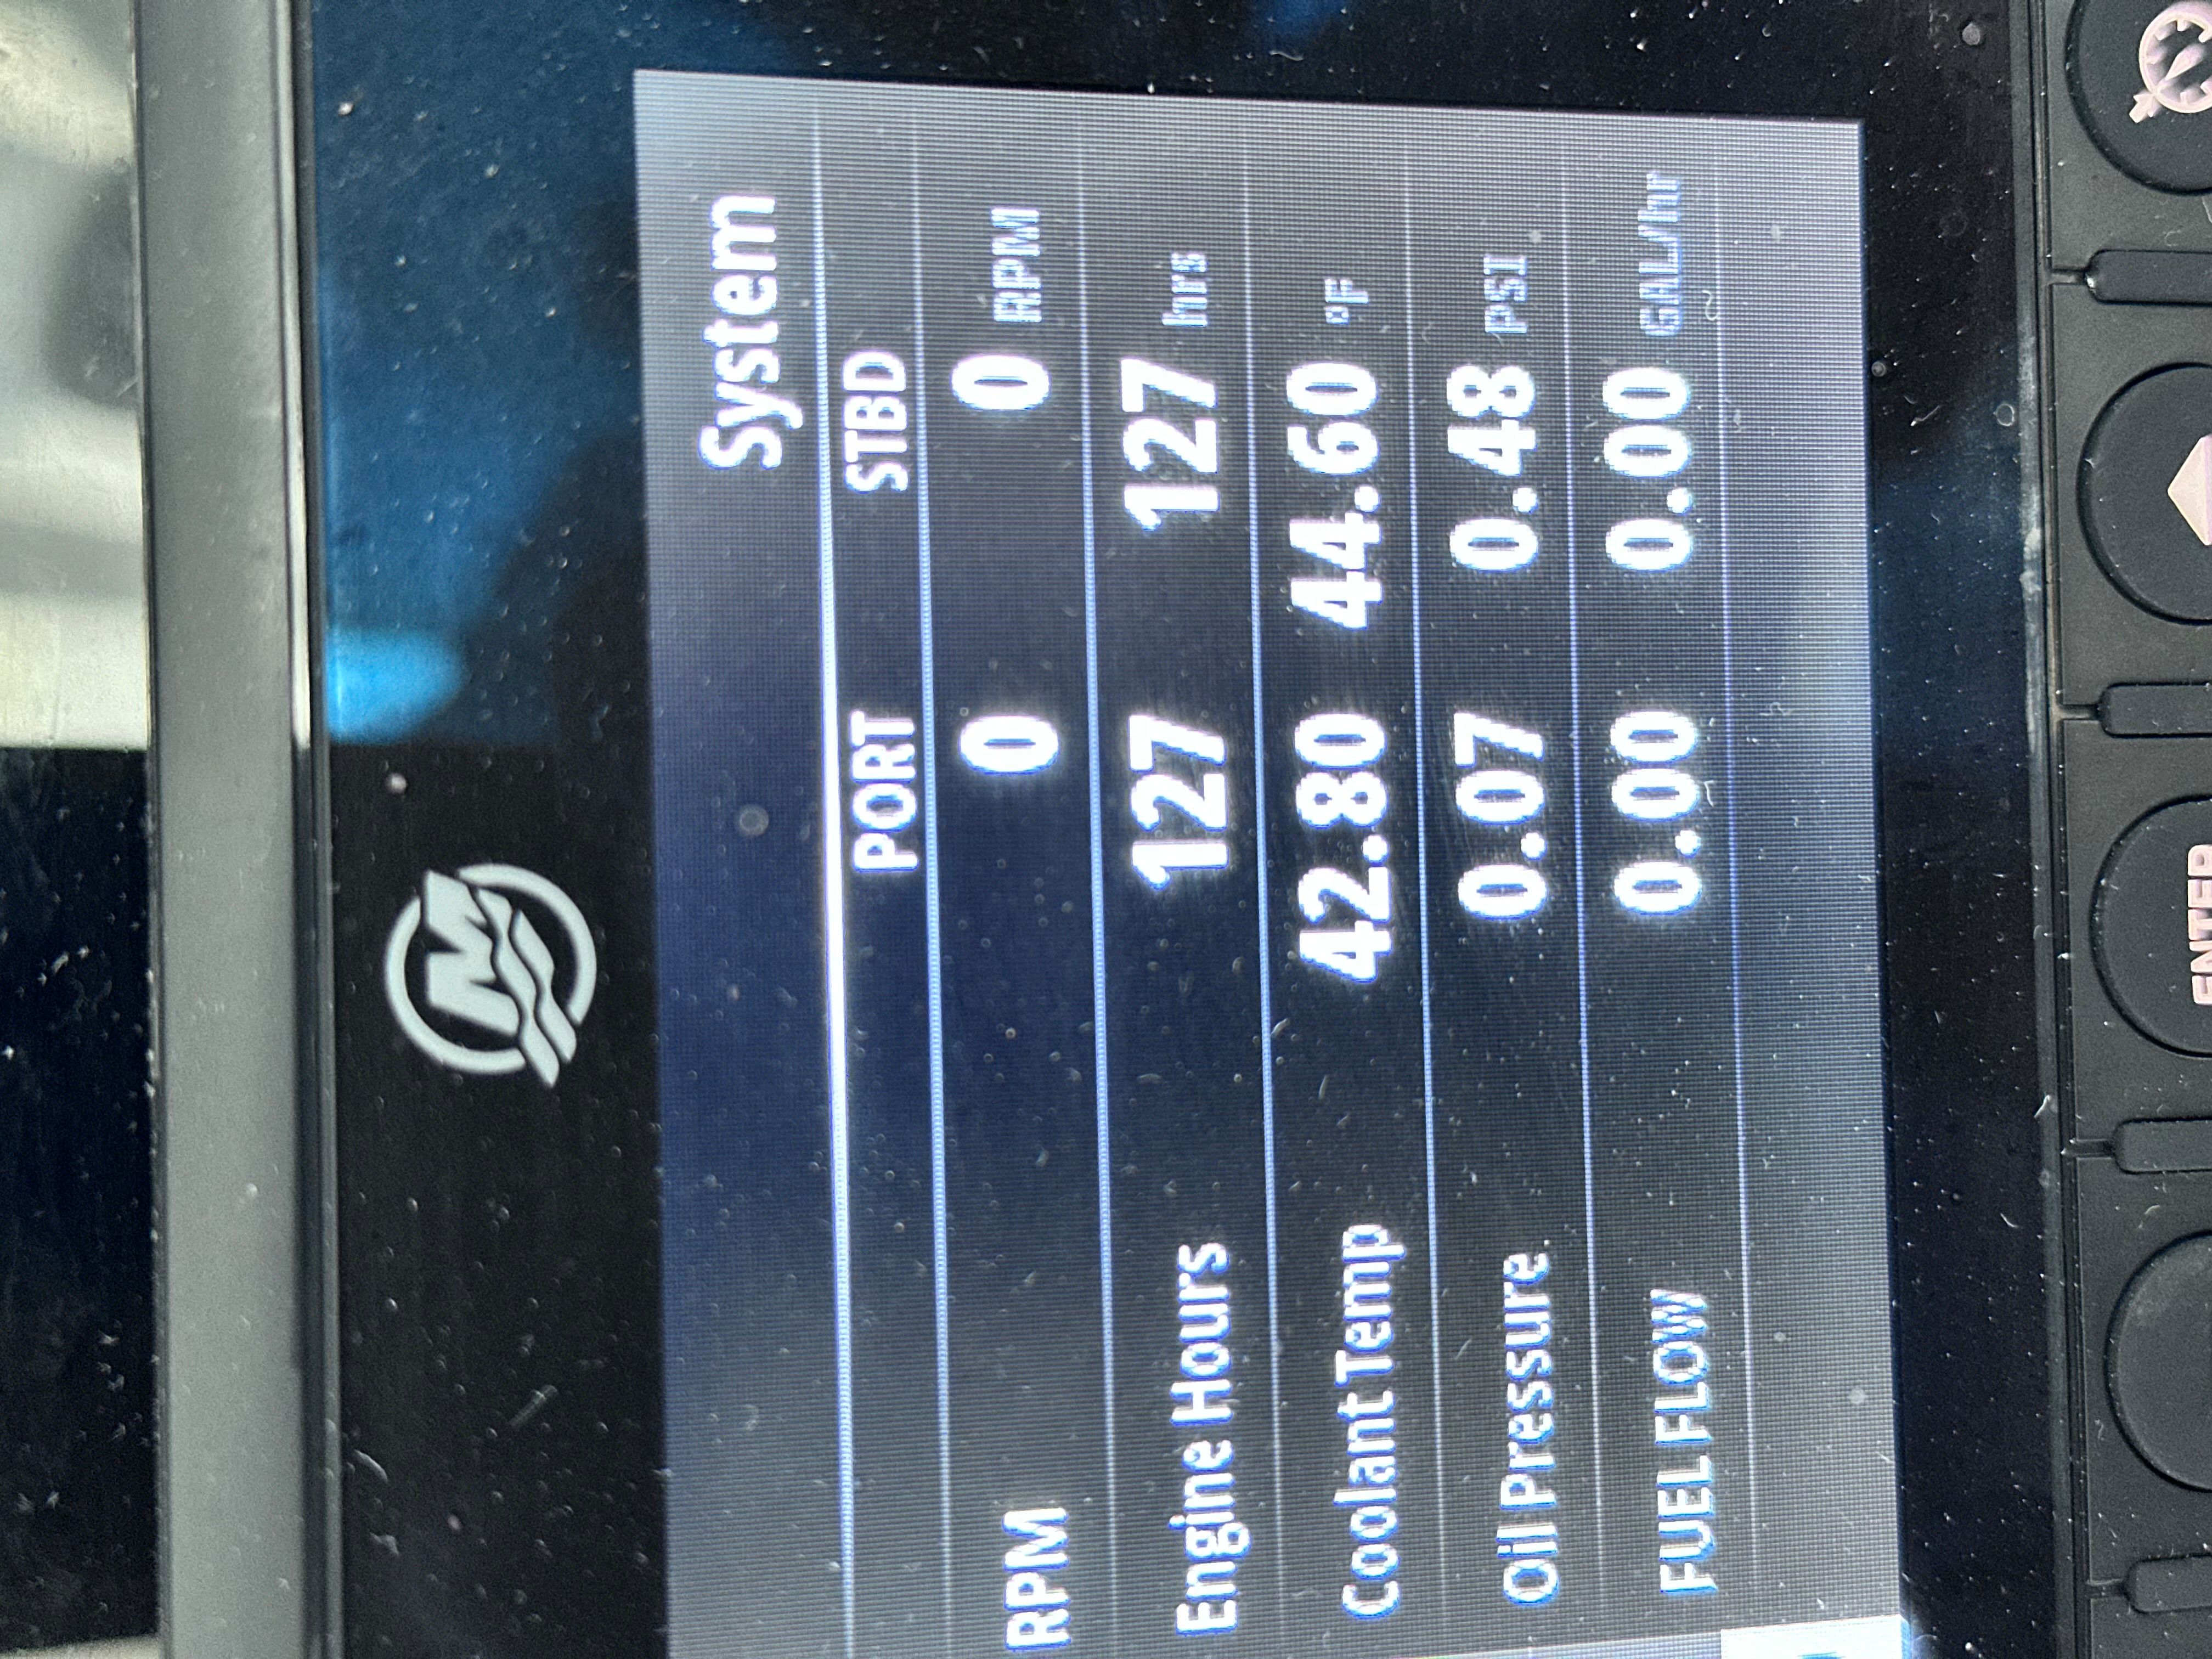 System
PORT STBD
RPM 0 0 RPM
Engine Hours 127 127 hrs
Coolant Temp 42.80 44.60 °F
Oil Pressure 0.07 0.48 PSI
FUEL FLOW 0.00 0.00 GAL/hr
ENTER